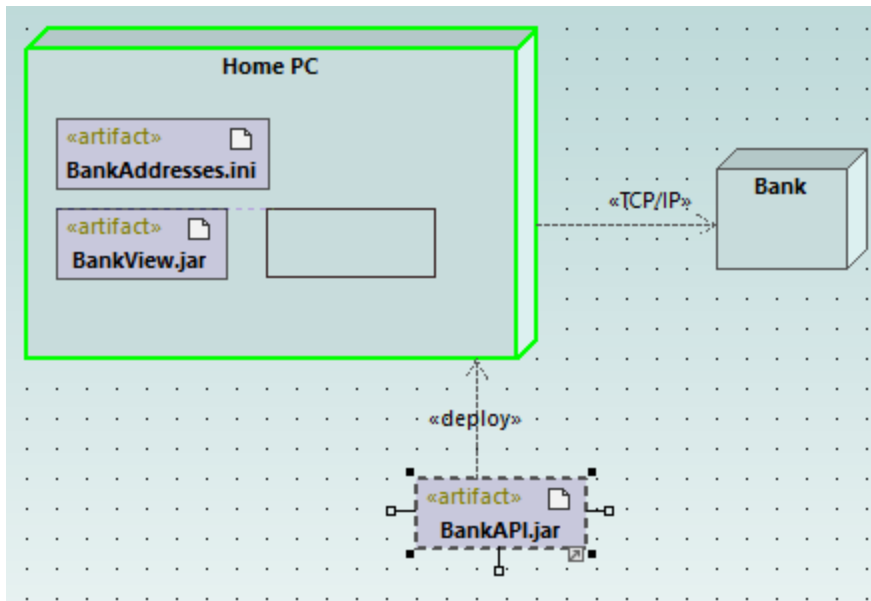 Home PC
«artifact»
BankAddresses.ini
«artifact»
BankView.jar
«TCP/IP»
Bank
«deploy»
«artifact»
BankAPI.jar